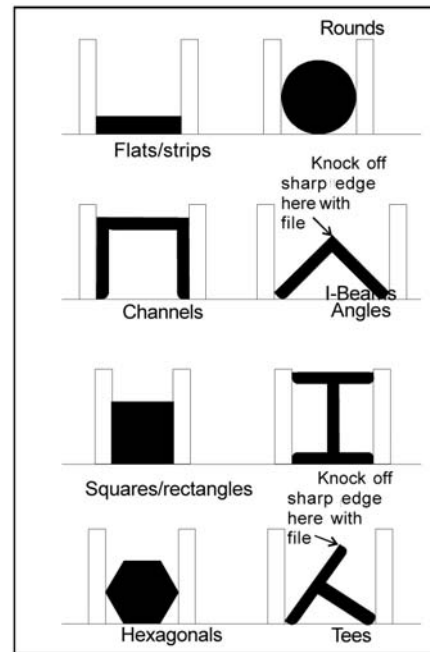 Rounds
Flats/strips
Knock off
sharp edge
here with
file
Channels
I-Beams
Angles
Squares/rectangles
Knock off
sharp edge
here with
file
Hexagonals
Tees